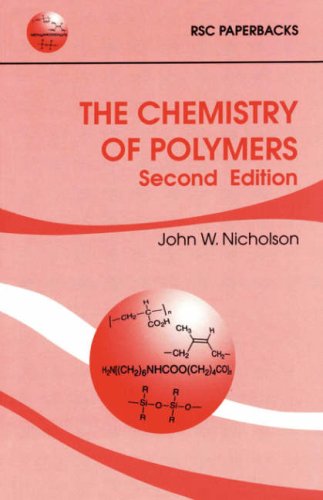 RSC PAPERBACKS
THE CHEMISTRY
OF POLYMERS
Second Edition
John W. Nicholson
H
[–CH₂–C–]n
CO₂H
CH₃ H
–CH₂ CH₂–
H₂N[(CH₂)₆NHCOO(CH₂)₄CO]n
R R
–Si–O–Si–O–
R R